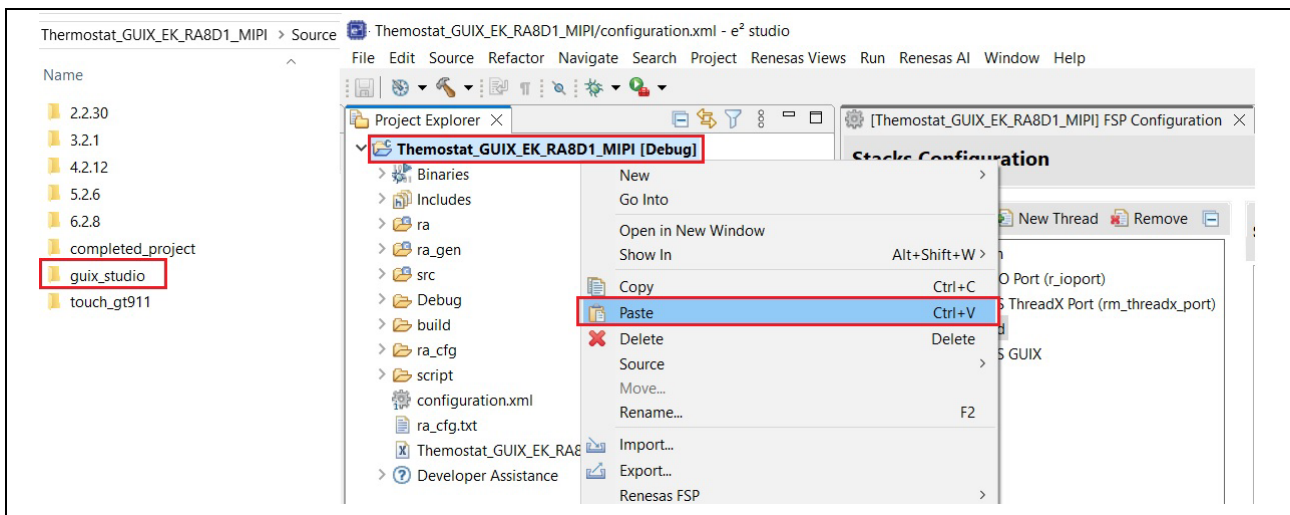 Thermostat_GUIX_EK_RA8D1_MIPI > Source
Name
2.2.30
3.2.1
4.2.12
5.2.6
6.2.8
completed_project
guix_studio
touch_gt911
Themostat_GUIX_EK_RA8D1_MIPI/configuration.xml - e² studio
File Edit Source Refactor Navigate Search Project Renesas Views Run Renesas AI Window Help
Project Explorer
[Themostat_GUIX_EK_RA8D1_MIPI] FSP Configuration
Themostat_GUIX_EK_RA8D1_MIPI [Debug]
Binaries
Includes
ra
ra_gen
src
Debug
build
ra_cfg
script
configuration.xml
ra_cfg.txt
Themostat_GUIX_EK_RA8
Developer Assistance
New
Go Into
Open in New Window
Show In Alt+Shift+W >
Copy Ctrl+C
Paste Ctrl+V
Delete Delete
Source
Move...
Rename... F2
Import...
Export...
Renesas FSP
Stacks Configuration
New Thread Remove
O Port (r_ioport)
S ThreadX Port (rm_threadx_port)
S GUIX